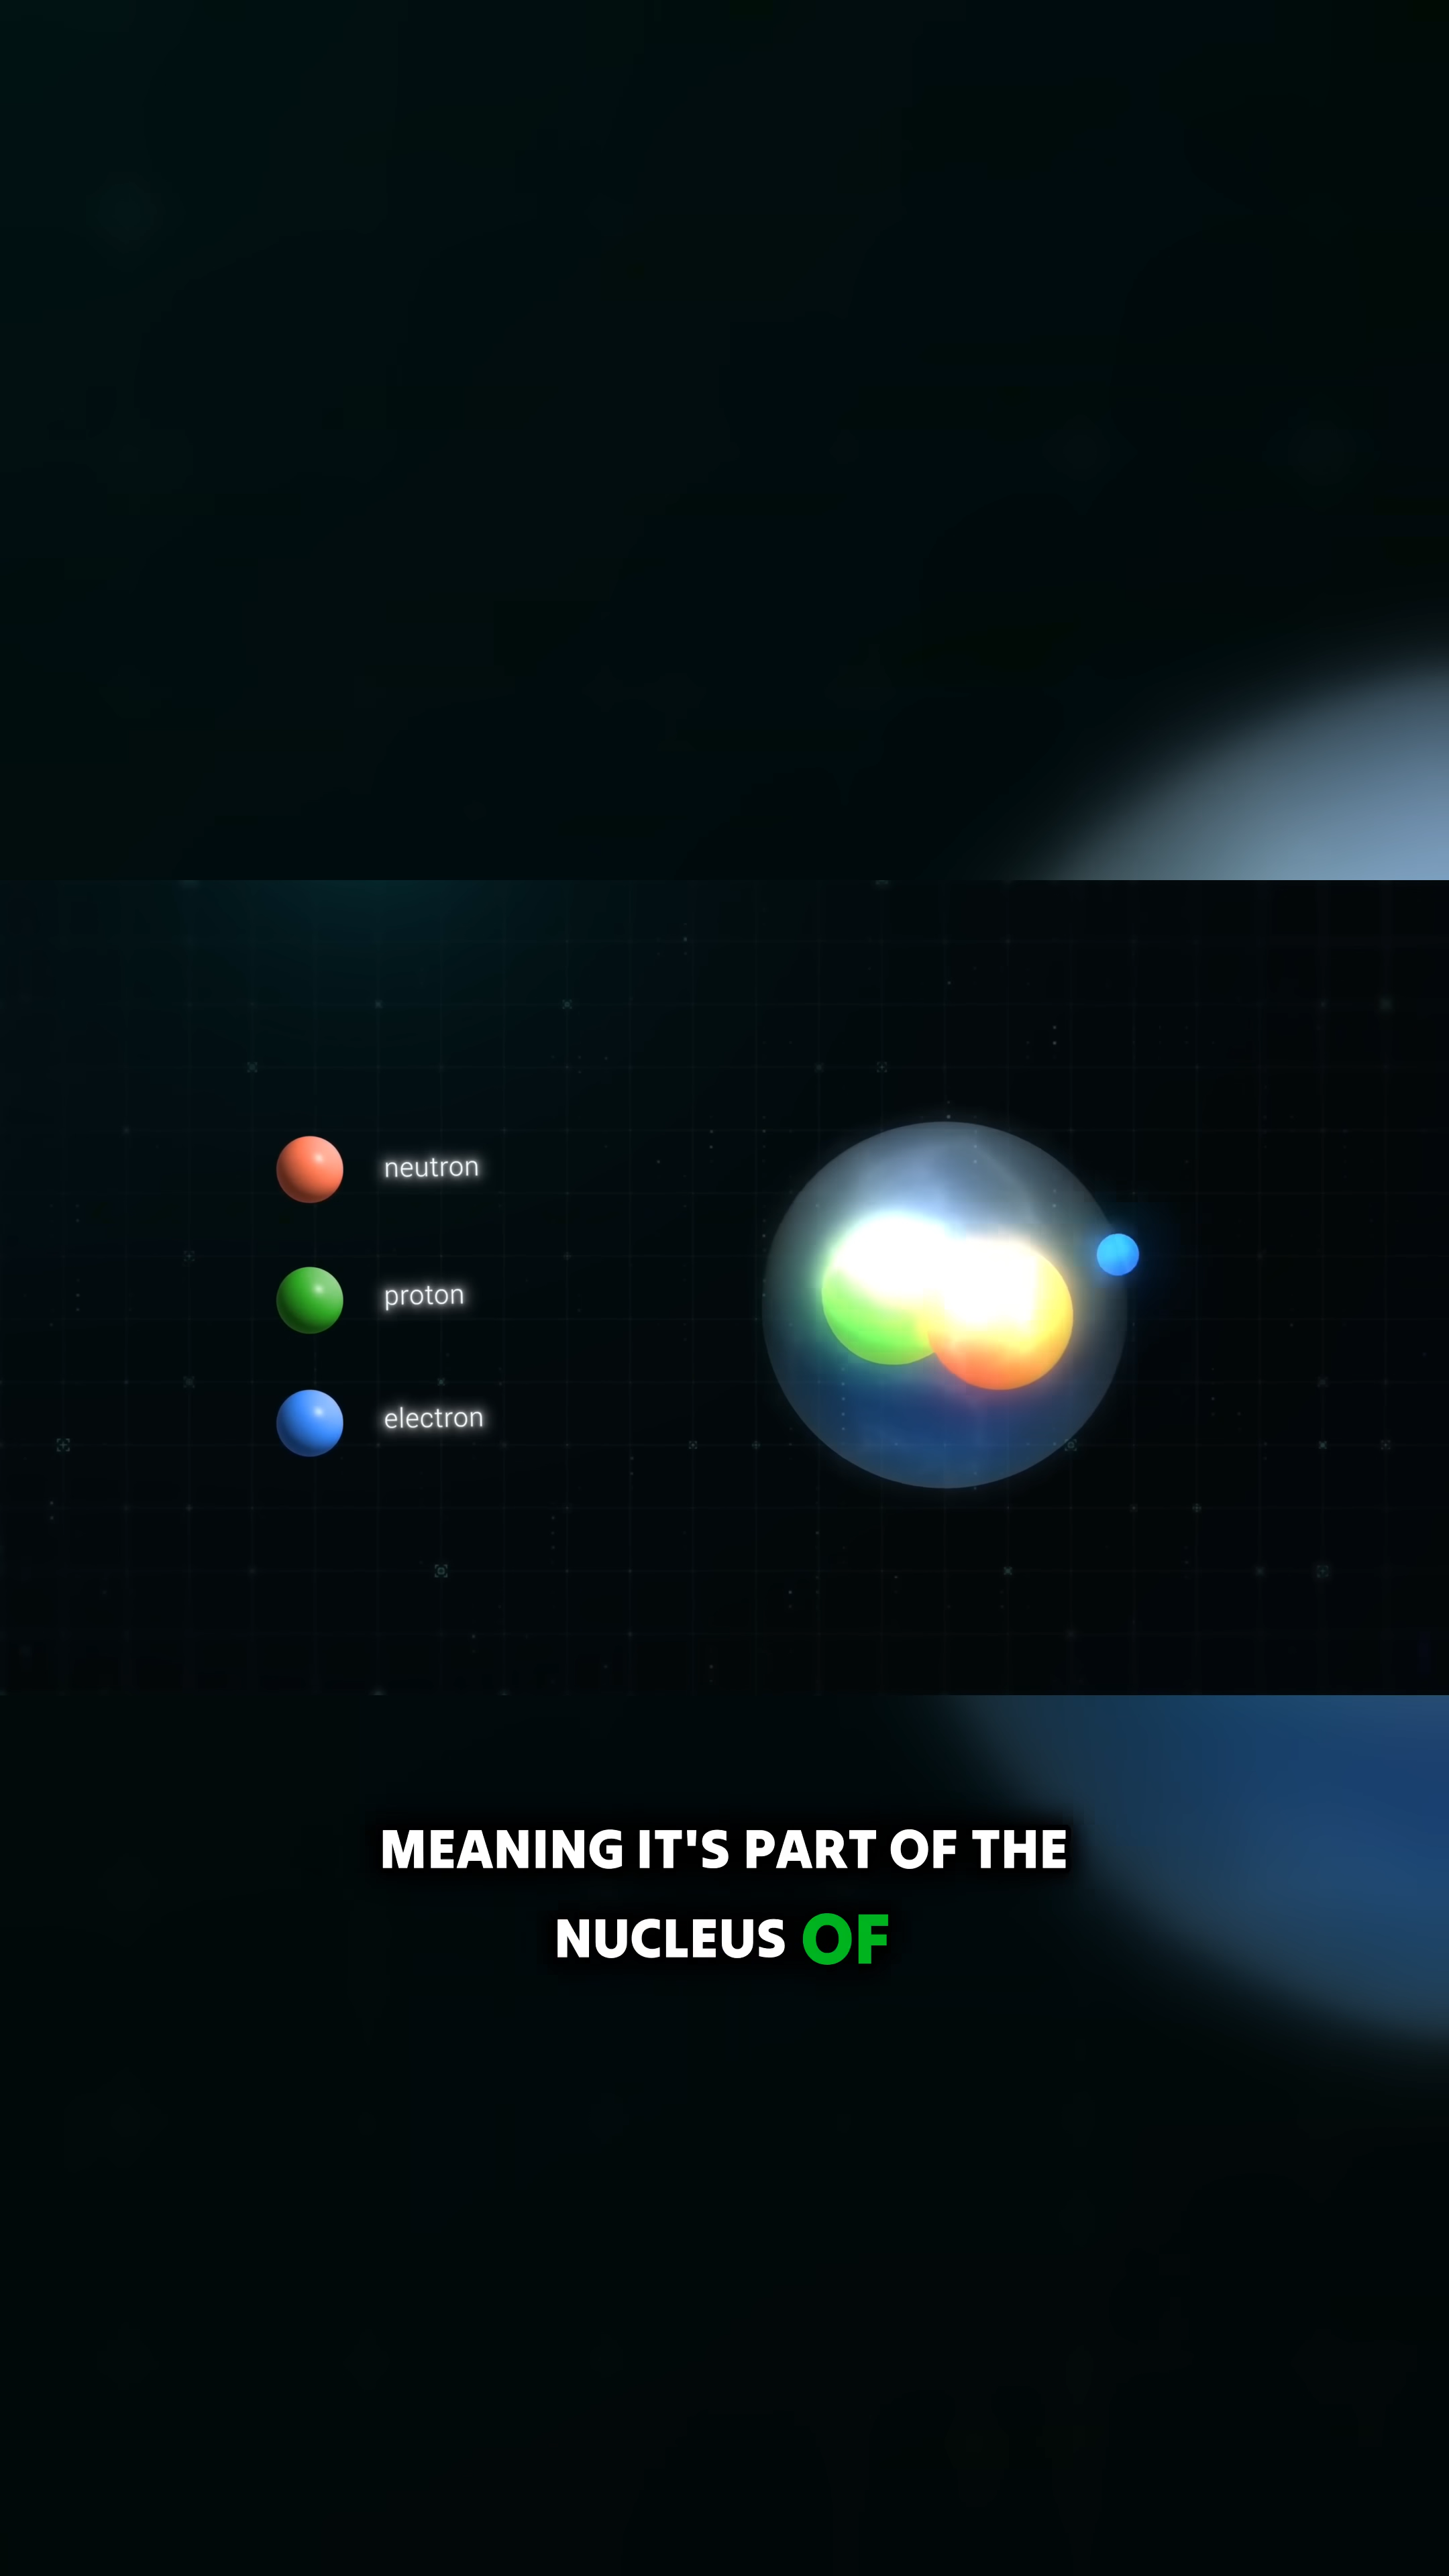 neutron
proton
electron
MEANING IT'S PART OF THE
NUCLEUS OF